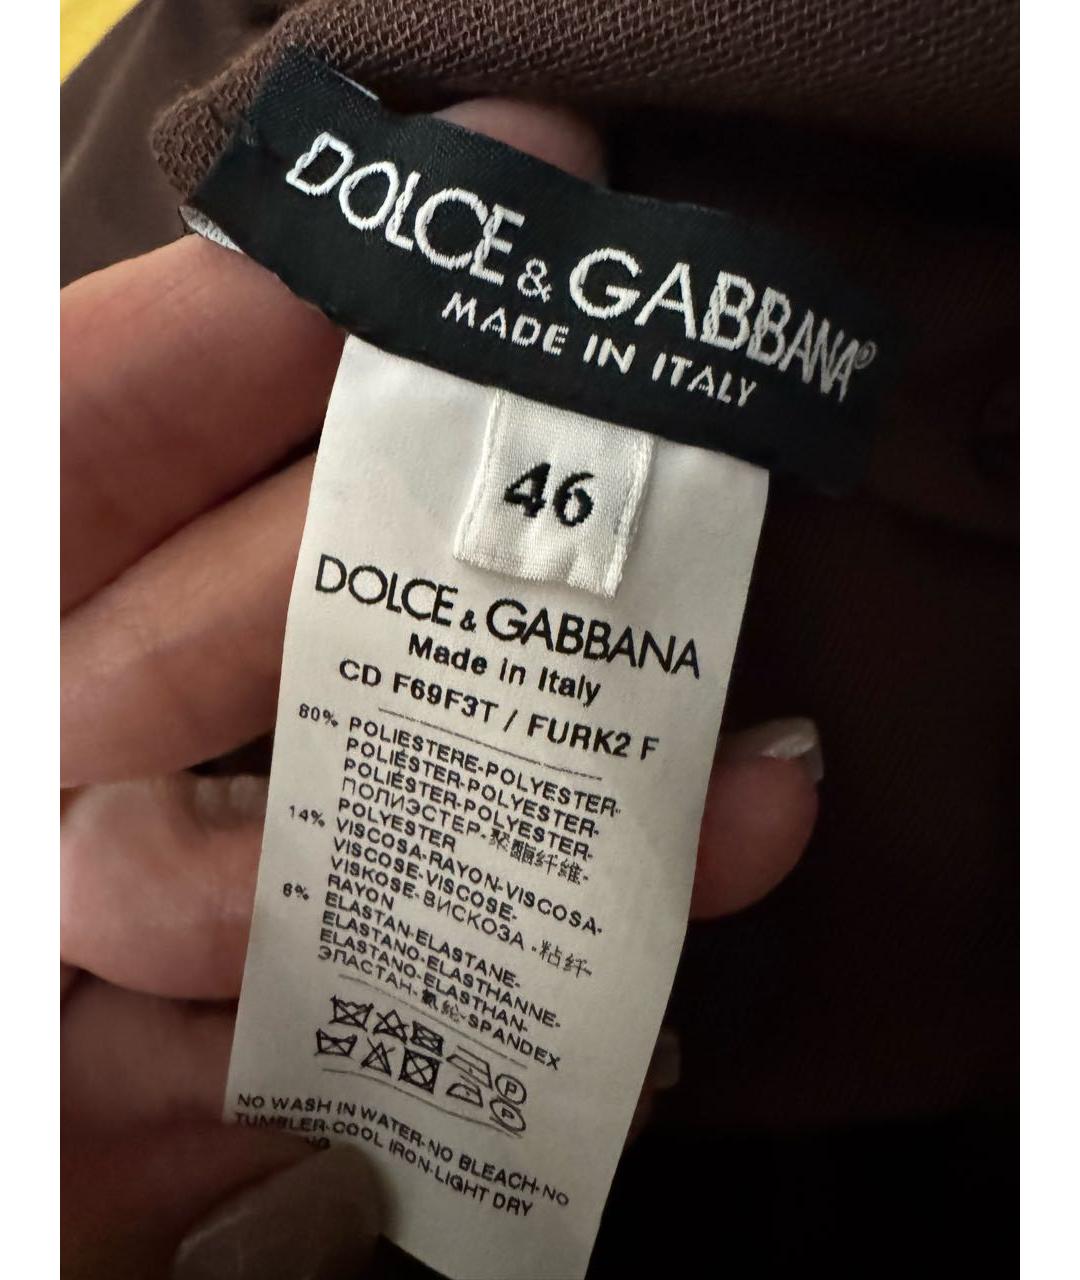 DOLCE & GABBANA®
MADE IN ITALY
46
DOLCE & GABBANA
Made in Italy
CD F69F3T / FURK2 F
80% POLIESTERE-POLYESTER-
POLIÉSTER-POLYESTER-
POLIÉSTER-POLYESTER-
ПОЛИЭСТЕР-聚酯纤维-
POLYESTER
14% VISCOSA-RAYON-VISCOSA-
VISCOSE-VISCOSE-
VISKOSE-ВИСКОЗА-粘纤-
RAYON
6% ELASTAN-ELASTANE-
ELASTANO-ELASTHANNE-
ELASTANO-ELASTHAN-
ЭЛАСТАН-氨纶-SPANDEX
P
P
NO WASH IN WATER-NO BLEACH-NO
TUMBLER-COOL IRON-LIGHT DRY